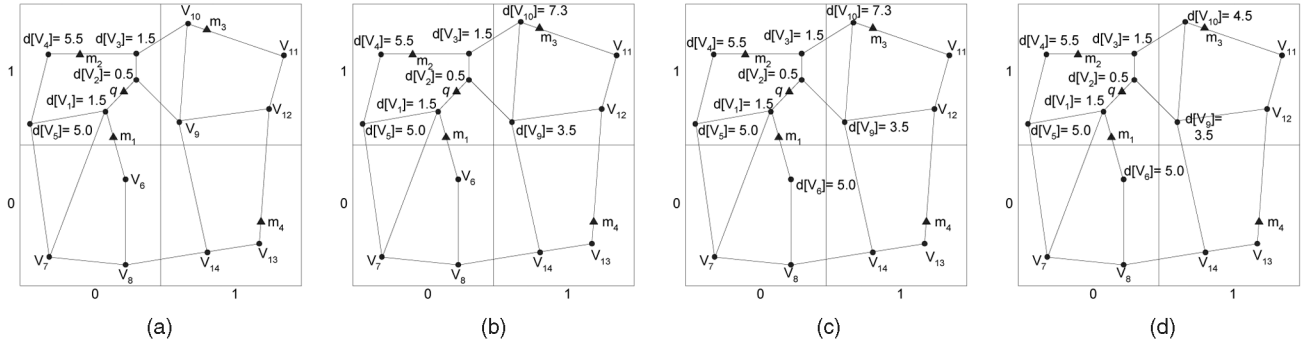 V10 m3
d[V4]= 5.5 d[V3]= 1.5
V11
m2
1
d[V2]= 0.5
q
d[V1]= 1.5
V12
d[V5]= 5.0
V9
m1
V6
0
m4
V7
V8
V14
V13
0 1
(a)
d[V10]= 7.3
m3
d[V4]= 5.5 d[V3]= 1.5
V11
m2
1
d[V2]= 0.5
q
d[V1]= 1.5
V12
d[V5]= 5.0
d[V9]= 3.5
m1
V6
0
m4
V7
V8
V14
V13
0 1
(b)
d[V10]= 7.3
m3
d[V4]= 5.5 d[V3]= 1.5
V11
m2
1
d[V2]= 0.5
q
d[V1]= 1.5
V12
d[V5]= 5.0
d[V9]= 3.5
m1
d[V6]= 5.0
0
m4
V7
V8
V14
V13
0 1
(c)
d[V10]= 4.5
m3
d[V4]= 5.5 d[V3]= 1.5
V11
m2
1
d[V2]= 0.5
q
d[V1]= 1.5
V12
d[V5]= 5.0
d[V9]=
3.5
m1
d[V6]= 5.0
0
m4
V7
V8
V14
V13
0 1
(d)